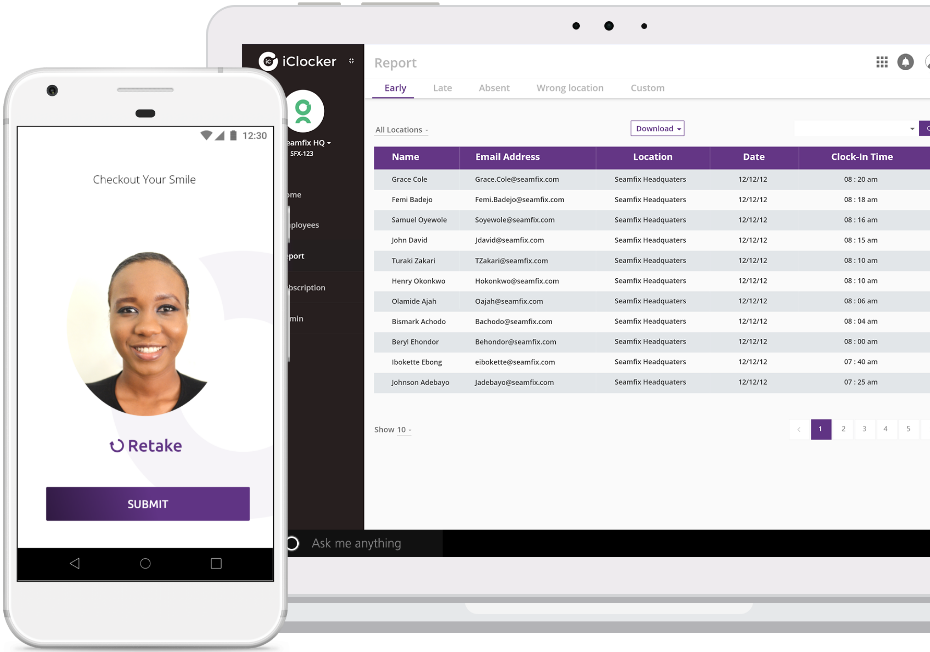 12:30
Checkout Your Smile
Retake
SUBMIT
iClocker
eamfix HQ
SFX-123
ome
ployees
port
bscription
min
Report
Early Late Absent Wrong location Custom
All Locations
Download
Name Email Address Location Date Clock-In Time
Grace Cole Grace.Cole@seamfix.com Seamfix Headquaters 12/12/12 08 : 20 am
Femi Badejo Femi.Badejo@seamfix.com Seamfix Headquaters 12/12/12 08 : 18 am
Samuel Oyewole Soyewole@seamfix.com Seamfix Headquaters 12/12/12 08 : 16 am
John David Jdavid@seamfix.com Seamfix Headquaters 12/12/12 08 : 15 am
Turaki Zakari TZakari@seamfix.com Seamfix Headquaters 12/12/12 08 : 10 am
Henry Okonkwo Hokonkwo@seamfix.com Seamfix Headquaters 12/12/12 08 : 10 am
Olamide Ajah Oajah@seamfix.com Seamfix Headquaters 12/12/12 08 : 06 am
Bismark Achodo Bachodo@seamfix.com Seamfix Headquaters 12/12/12 08 : 04 am
Beryl Ehondor Behondor@seamfix.com Seamfix Headquaters 12/12/12 08 : 00 am
Ibokette Ebong eibokette@seamfix.com Seamfix Headquaters 12/12/12 07 : 40 am
Johnson Adebayo Jadebayo@seamfix.com Seamfix Headquaters 12/12/12 07 : 25 am
Show 10
< 1 2 3 4 5
Ask me anything